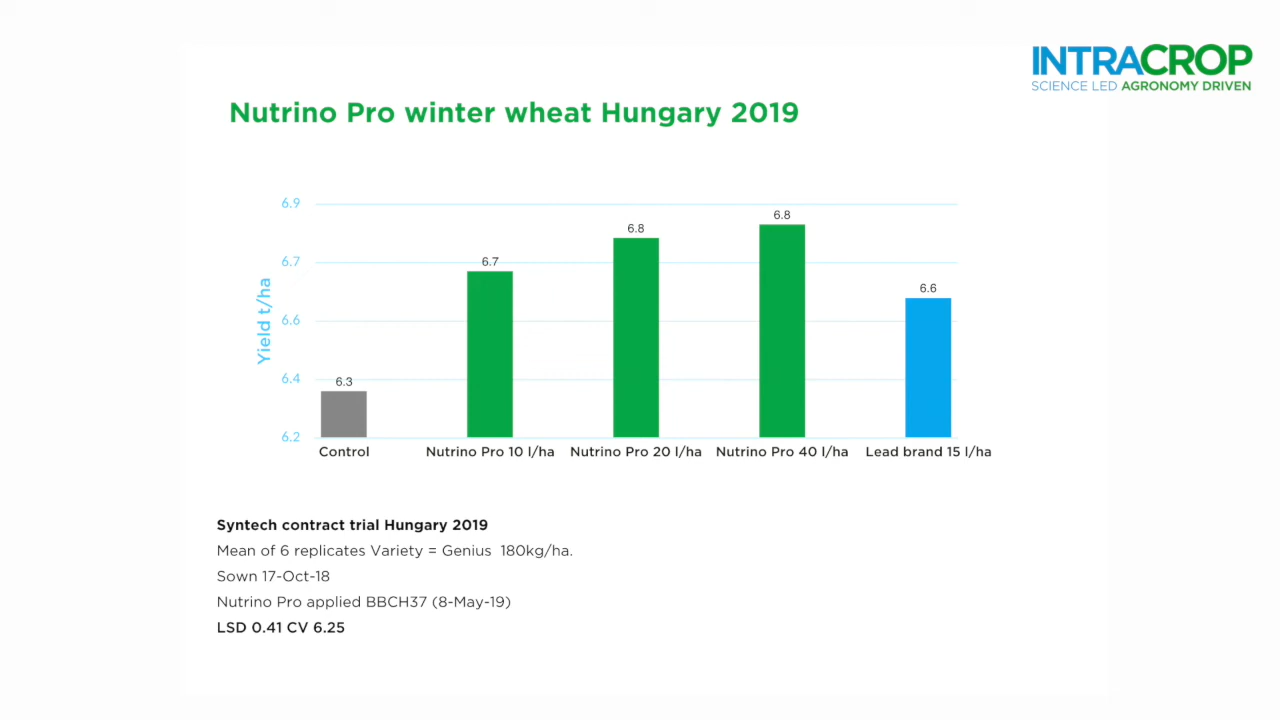 INTRACROP
SCIENCE LED AGRONOMY DRIVEN
Nutrino Pro winter wheat Hungary 2019
6.9
6.7
6.6
6.4
6.2
Yield t/ha
6.3
6.7
6.8
6.8
6.6
Control
Nutrino Pro 10 l/ha
Nutrino Pro 20 l/ha
Nutrino Pro 40 l/ha
Lead brand 15 l/ha
Syntech contract trial Hungary 2019
Mean of 6 replicates Variety = Genius 180kg/ha.
Sown 17-Oct-18
Nutrino Pro applied BBCH37 (8-May-19)
LSD 0.41 CV 6.25